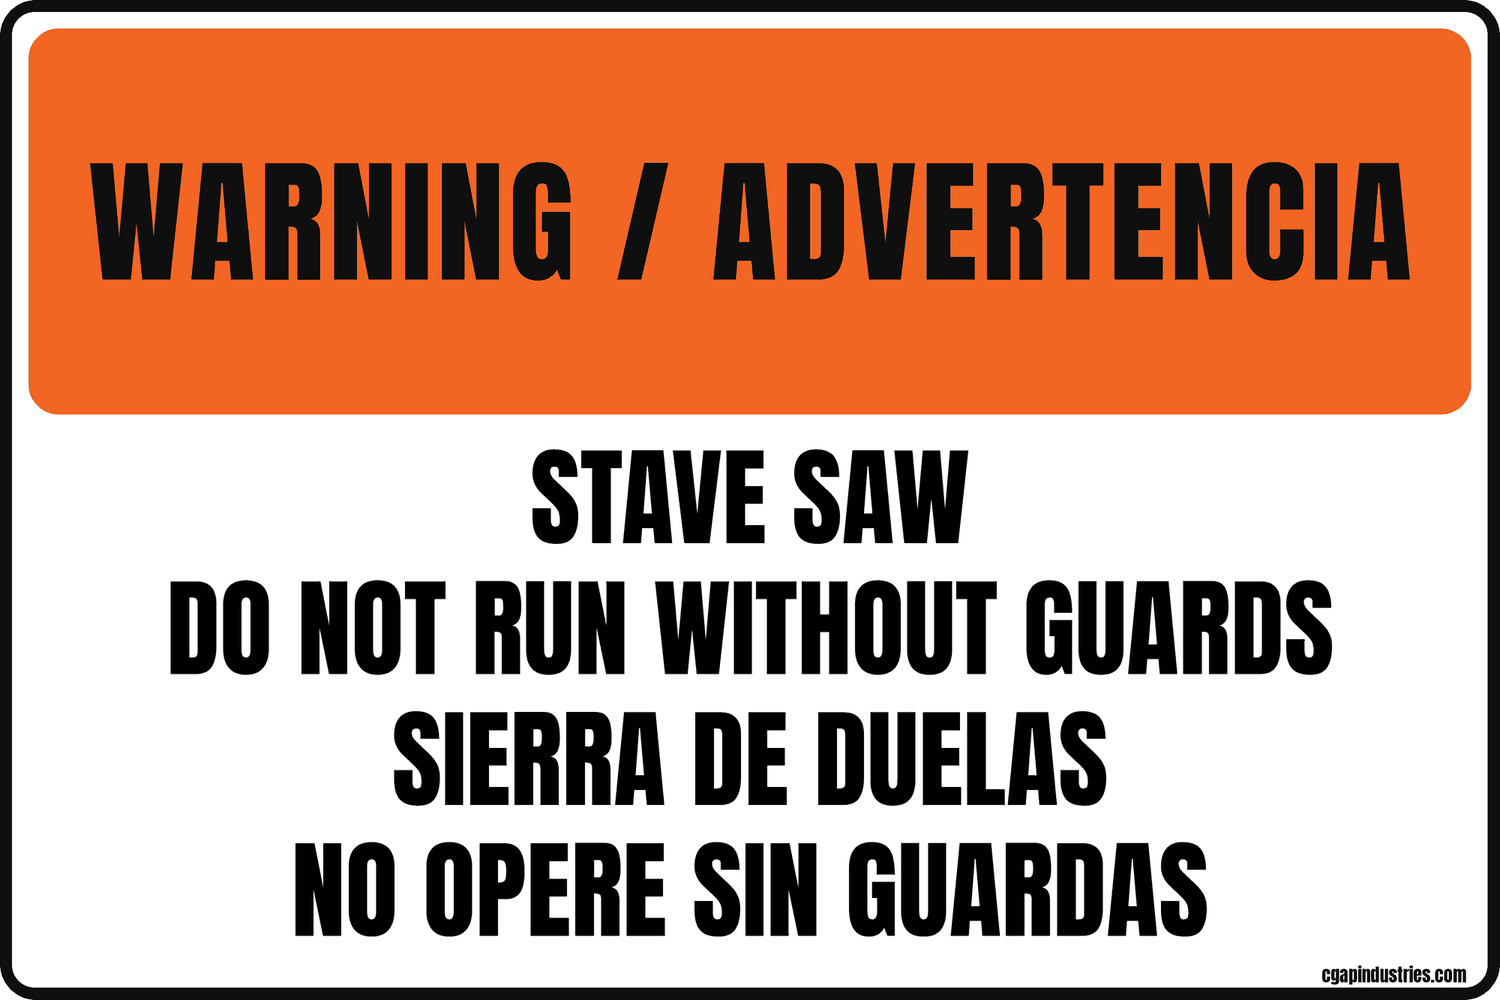 WARNING / ADVERTENCIA
STAVE SAW
DO NOT RUN WITHOUT GUARDS
SIERRA DE DUELAS
NO OPERE SIN GUARDAS
cgapindustries.com